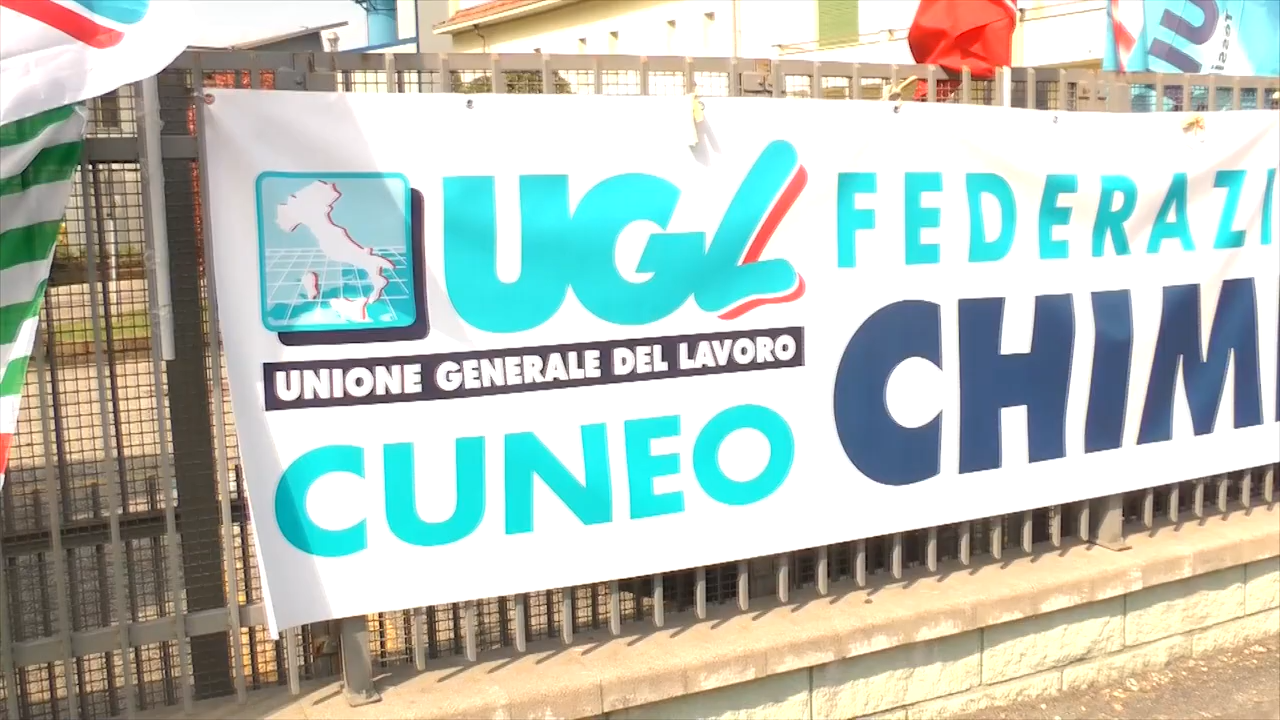 UGL
UNIONE GENERALE DEL LAVORO
CUNEO
FEDERAZI
CHIM